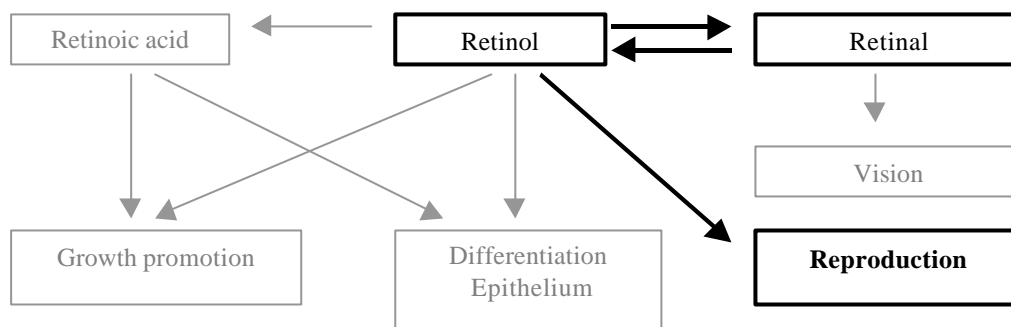 Retinoic acid
Retinol
Retinal
Vision
Growth promotion
Differentiation
Epithelium
Reproduction